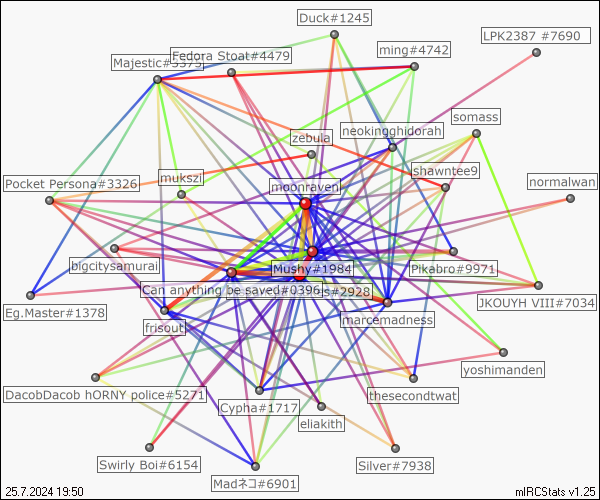 Duck#1245
LPK2387 #7690
ming#4742
Fedora Stoat#4479
Majestic#3375
somass
neokingghidorah
zebula
shawntee9
mukszi
Pocket Persona#3326
moonraven
normalwan
bigcitysamurai
Mushy#1984
Pikabro#9971
Can anything be saved#0396
s#2928
JKOUYH VIII#7034
Eg.Master#1378
frisout
marcemadness
yoshimanden
DacobDacob hORNY police#5271
thesecondtwat
Cypha#1717
eliakith
Swirly Boi#6154
Silver#7938
Madネコ#6901
25.7.2024 19:50
mIRCStats v1.25